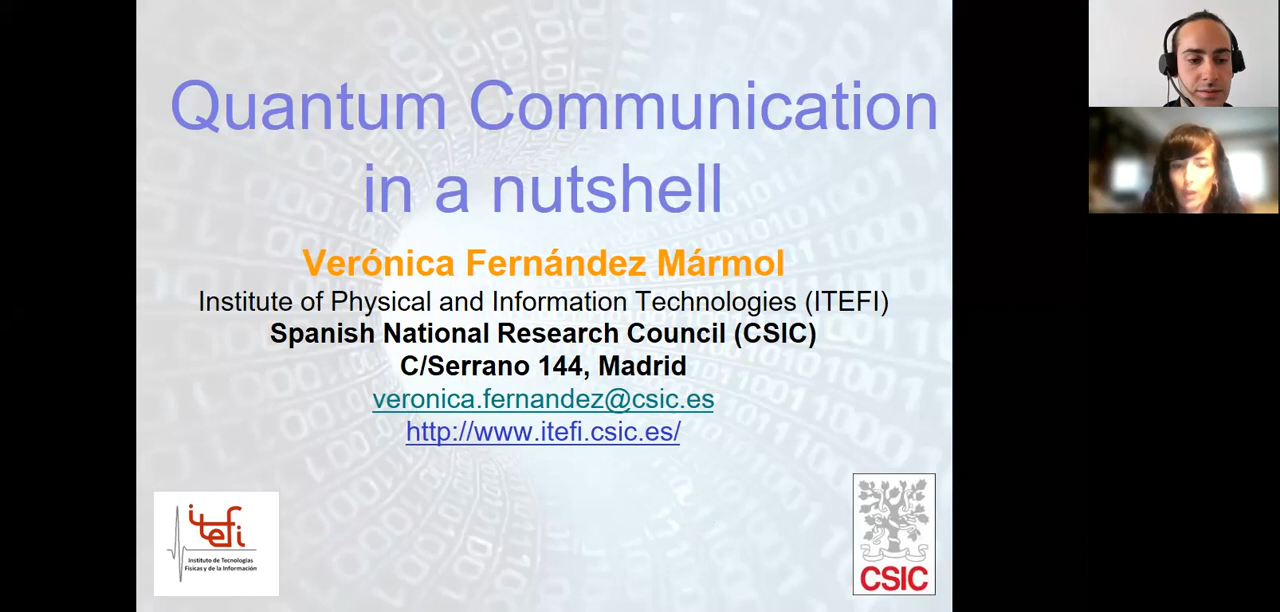 Quantum Communication
in a nutshell
Verónica Fernández Mármol
Institute of Physical and Information Technologies (ITEFI)
Spanish National Research Council (CSIC)
C/Serrano 144, Madrid
veronica.fernandez@csic.es
http://www.itefi.csic.es/
itefi
Instituto de Tecnologías
Físicas y de la Información
CSIC